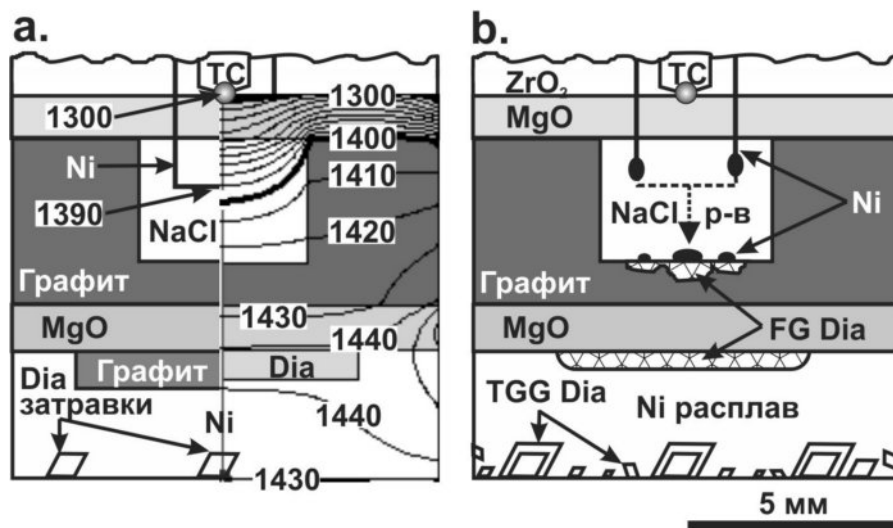 a.
TC
1300
1300
1400
Ni
1410
1390
NaCl
1420
Графит
1430
MgO
1440
Графит
Dia
Dia
затравки
Ni
1440
1430
b.
TC
ZrO₂
MgO
NaCl
р-в
Ni
Графит
MgO
FG Dia
TGG Dia
Ni расплав
5 мм